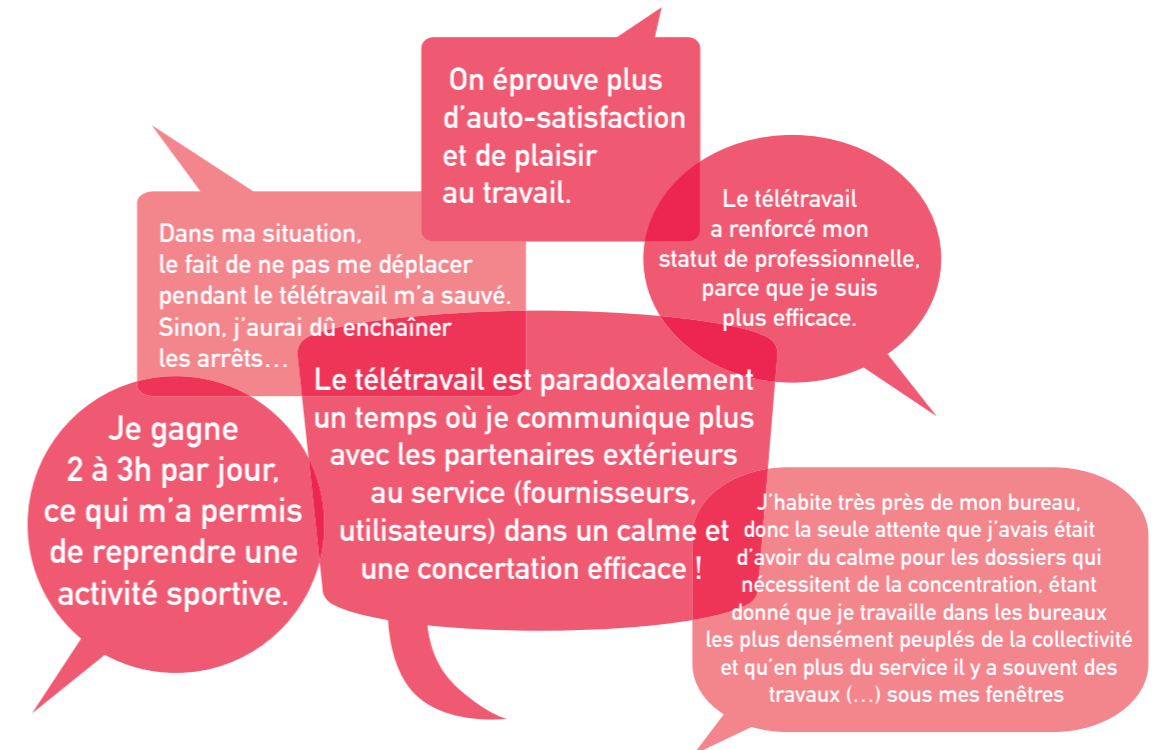 On éprouve plus
d'auto-satisfaction
et de plaisir
au travail.
Le télétravail
a renforcé mon
statut de professionnelle,
parce que je suis
plus efficace.
Dans ma situation,
le fait de ne pas me déplacer
pendant le télétravail m'a sauvé.
Sinon, j'aurai dû enchaîner
les arrêts...
Le télétravail est paradoxalement
un temps où je communique plus
avec les partenaires extérieurs
au service (fournisseurs,
utilisateurs) dans un calme et
une concertation efficace !
Je gagne
2 à 3h par jour,
ce qui m'a permis
de reprendre une
activité sportive.
J'habite très près de mon bureau,
donc la seule attente que j'avais était
d'avoir du calme pour les dossiers qui
nécessitent de la concentration, étant
donné que je travaille dans les bureaux
les plus densément peuplés de la collectivité
et qu'en plus du service il y a souvent des
travaux (...) sous mes fenêtres